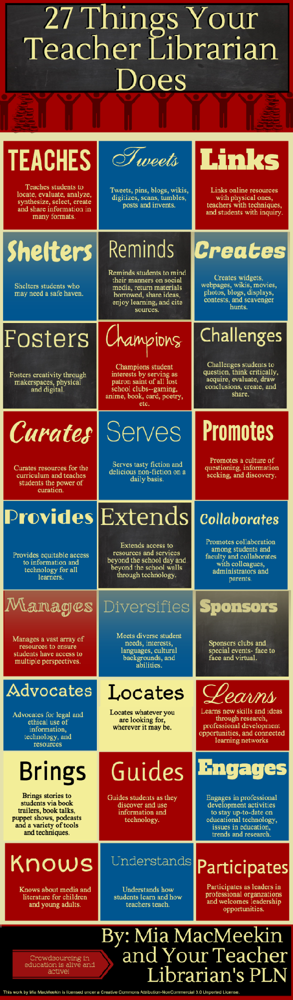 27 Things Your
Teacher Librarian
Does
TEACHES
Teaches students to
locate, evaluate, analyze,
synthesize, select, create
and share information in
many formats.
Tweets
Tweets, pins, blogs, wikis,
digitizes, scans, tumbles,
posts and invents.
Links
Links online resources
with physical ones,
teachers with techniques,
and students with inquiry.
Shelters
Shelters students who
may need a safe haven.
Reminds
Reminds students to mind
their manners on social
media, return materials
borrowed, share ideas,
enjoy learning, and cite
sources.
Creates
Creates widgets,
webpages, wikis, movies,
photos, blogs, displays,
contests, and scavenger
hunts.
Fosters
Fosters creativity through
makerspaces, physical
and digital.
Champions
Champions student
interests by serving as
patron saint of all lost
school clubs--gaming,
anime, book, card, poetry,
etc.
Challenges
Challenges students to
question, think critically,
acquire, evaluate, draw
conclusions, create, and
share.
Curates
Curates resources for the
curriculum and teaches
students the power of
curation.
Serves
Serves tasty fiction and
delicious non-fiction on a
daily basis.
Promotes
Promotes a culture of
questioning, information
seeking, and discovery.
Provides
Provides equitable access
to information and
technology for all
learners.
Extends
Extends access to
resources and services
beyond the school day and
beyond the school walls
through technology.
Collaborates
Promotes collaboration
among students and
faculty and collaborates
with colleagues,
administrators and
parents.
Manages
Manages a vast array of
resources to ensure
students have access to
multiple perspectives.
Diversifies
Meets diverse student
needs, interests,
languages, cultural
backgrounds, and
abilities.
Sponsors
Sponsors clubs and
special events- face to
face and virtual.
Advocates
Advocates for legal and
ethical use of
information,
technology, and
resources
Locates
Locates whatever you
are looking for,
wherever it may be.
Learns
Learns new skills and ideas
through research,
professional development
opportunities, and connected
learning networks
Brings
Brings stories to
students via book
trailers, book talks,
puppet shows, podcasts
and a variety of tools
and techniques.
Guides
Guides students as they
discover and use
information and
technology.
Engages
Engages in professional
development activities
to stay up-to-date on
educational technology,
issues in education,
trends and research.
Knows
Knows about media and
literature for children
and young adults.
Understands
Understands how
students learn and how
teachers teach.
Participates
Participates as leaders in
professional organzations
and welcomes leadership
opportunities.
By: Mia MacMeekin
and Your Teacher
Librarian's PLN
Crowdsourcing in
education is alive and
active!
This work by Mia MacMeekin is licensed under a Creative Commons Attribution-NonCommercial 3.0 Unported License.